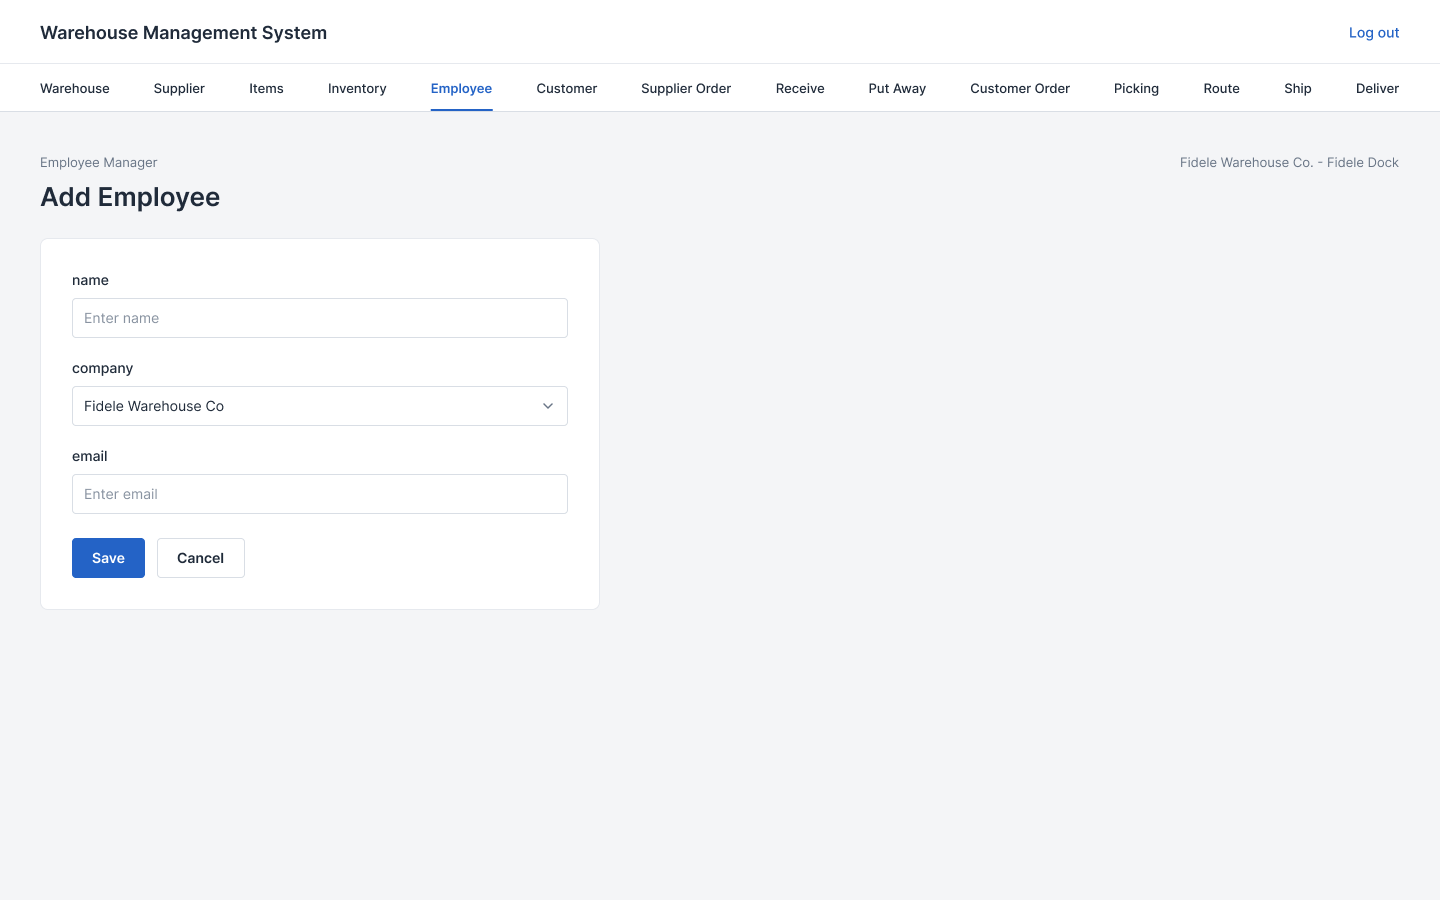 Warehouse Management System
Log out
Warehouse Supplier Items Inventory Employee Customer Supplier Order Receive Put Away Customer Order Picking Route Ship Deliver
Employee Manager
Fidele Warehouse Co. - Fidele Dock
Add Employee
name
Enter name
company
Fidele Warehouse Co
email
Enter email
Save Cancel